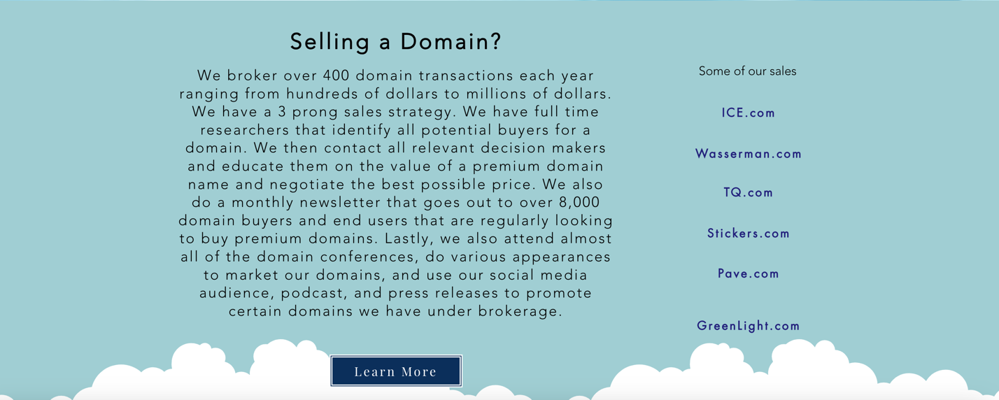 Selling a Domain?
We broker over 400 domain transactions each year
ranging from hundreds of dollars to millions of dollars.
We have a 3 prong sales strategy. We have full time
researchers that identify all potential buyers for a
domain. We then contact all relevant decision makers
and educate them on the value of a premium domain
name and negotiate the best possible price. We also
do a monthly newsletter that goes out to over 8,000
domain buyers and end users that are regularly looking
to buy premium domains. Lastly, we also attend almost
all of the domain conferences, do various appearances
to market our domains, and use our social media
audience, podcast, and press releases to promote
certain domains we have under brokerage.
Learn More
Some of our sales
ICE.com
Wasserman.com
TQ.com
Stickers.com
Pave.com
GreenLight.com